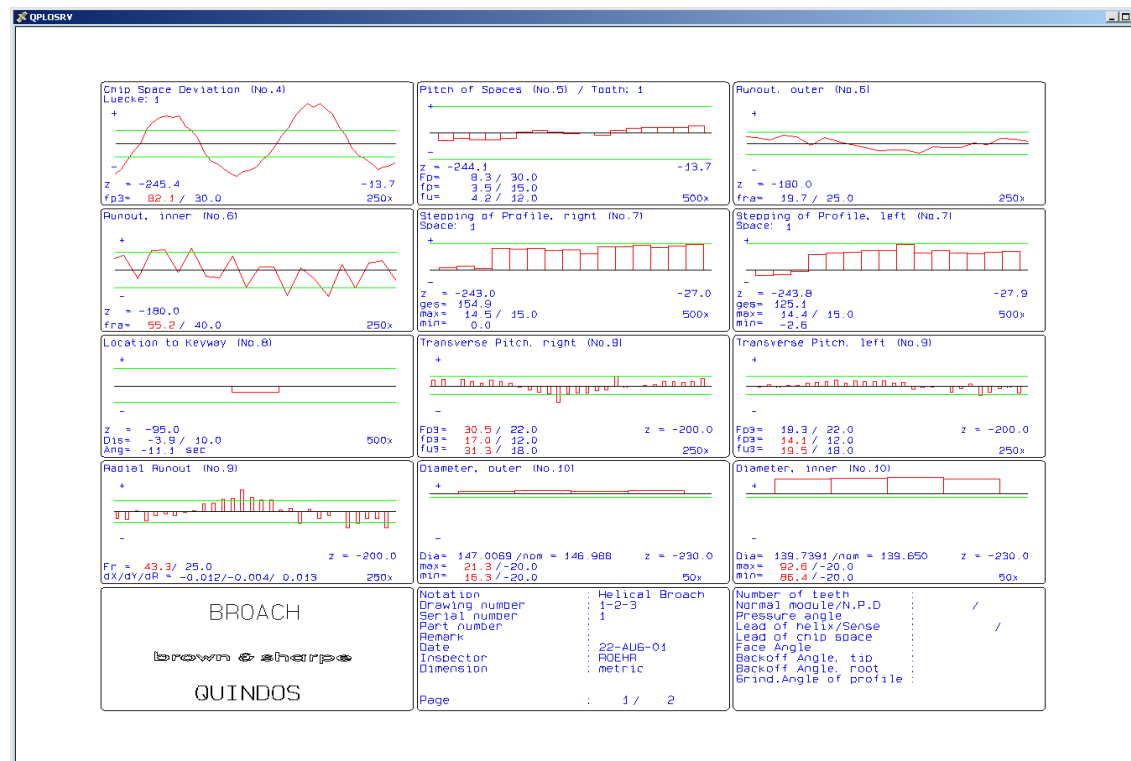 QPLOSRV
Chip Space Deviation (No.4)
Luecke: 1
+
-
z = -245.4 -13.7
fp3= 82.1/ 30.0 250x
Pitch of Spaces (No.5) / Tooth: 1
+
-
z = -244.1 -13.7
Fp= 8.3/ 30.0
fp= 3.5/ 15.0
fu= 4.2/ 12.0 500x
Runout, outer (No.6)
+
-
z = -180.0
fra= 19.7/ 25.0 250x
Runout, inner (No.6)
+
-
z = -180.0
fra= 55.2/ 40.0 250x
Stepping of Profile, right (No.7)
Space: 1
+
-
z = -243.0 -27.0
ges= 154.9
max= 14.5/ 15.0 500x
min= 0.0
Stepping of Profile, left (No.7)
Space: 1
+
-
z = -243.8 -27.9
ges= 125.1
max= 14.4/ 15.0 500x
min= -2.6
Location to Keyway (No.8)
+
-
z = -95.0
Dis= -3.9/ 10.0 500x
Ang= -11.1 sec
Transverse Pitch, right (No.9)
+
-
Fp3= 30.5/ 22.0 z = -200.0
fp3= 17.0/ 12.0
fu3= 31.3/ 18.0 250x
Transverse Pitch, left (No.9)
+
-
Fp3= 19.3/ 22.0 z = -200.0
fp3= 14.1/ 12.0
fu3= 19.5/ 18.0 250x
Radial Runout (No.9)
+
-
z = -200.0
Fr = 43.3/ 25.0
dX/dY/dR = -0.012/-0.004/ 0.013 250x
Diameter, outer (No.10)
+
-
Dia= 147.0069/nom = 146.988 z = -230.0
max= 21.3/-20.0
min= 16.3/-20.0 50x
Diameter, inner (No.10)
+
-
Dia= 139.7391/nom = 139.650 z = -230.0
max= 92.6/-20.0
min= 86.4/-20.0 50x
BROACH
brown & sharpe
QUINDOS
Notation : Helical Broach
Drawing number : 1-2-3
Serial number : 1
Part number :
Remark :
Date : 22-AUG-01
Inspector : ROEHR
Dimension : metric
Page : 1/ 2
Number of teeth :
Normal module/N.P.D : /
Pressure angle :
Lead of helix/Sense : /
Lead of chip space :
Face Angle :
Backoff Angle, tip :
Backoff Angle, root :
Grind.Angle of profile :